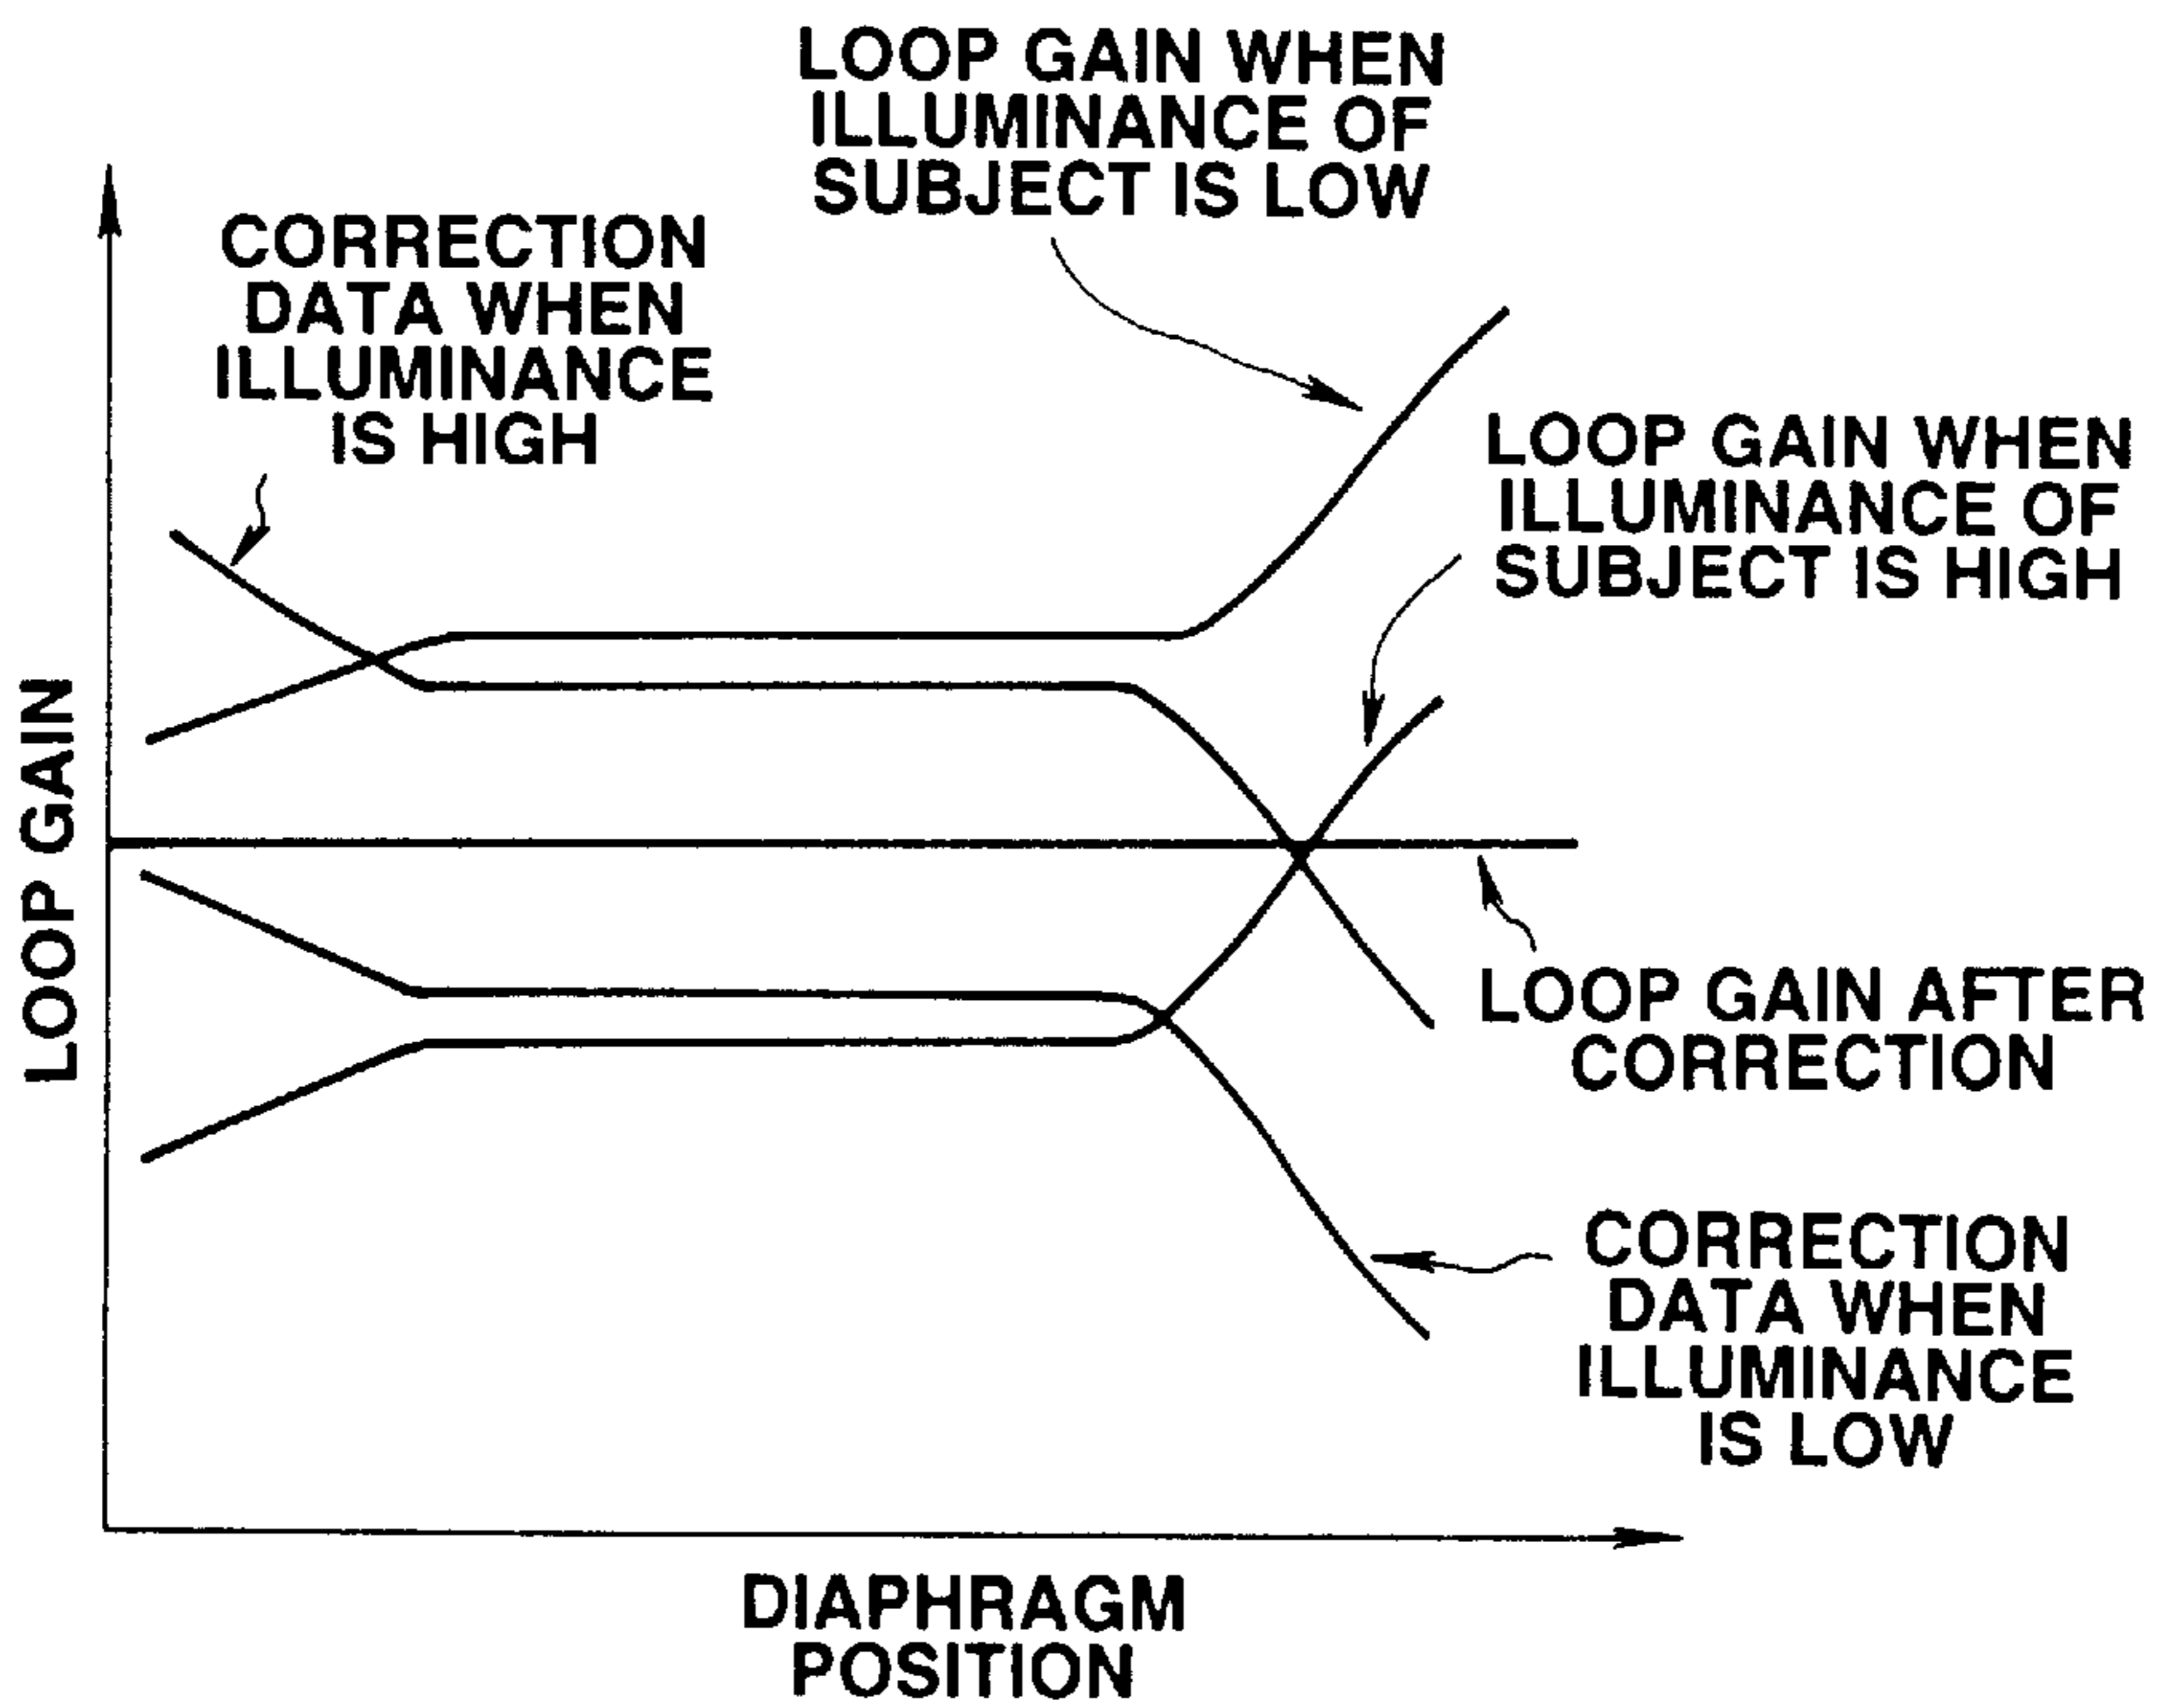 LOOP GAIN WHEN
ILLUMINANCE OF
SUBJECT IS LOW
CORRECTION
DATA WHEN
ILLUMINANCE
IS HIGH
LOOP GAIN WHEN
ILLUMINANCE OF
SUBJECT IS HIGH
LOOP GAIN
LOOP GAIN AFTER
CORRECTION
CORRECTION
DATA WHEN
ILLUMINANCE
IS LOW
DIAPHRAGM
POSITION